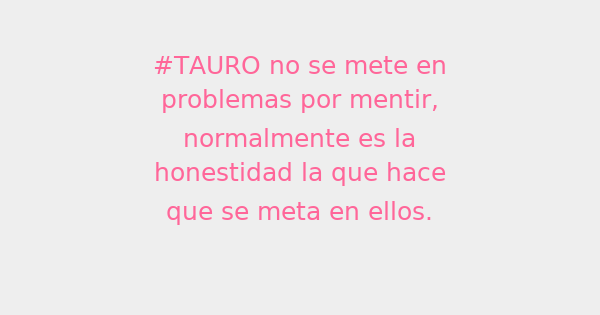 #TAURO no se mete en
problemas por mentir,
normalmente es la
honestidad la que hace
que se meta en ellos.